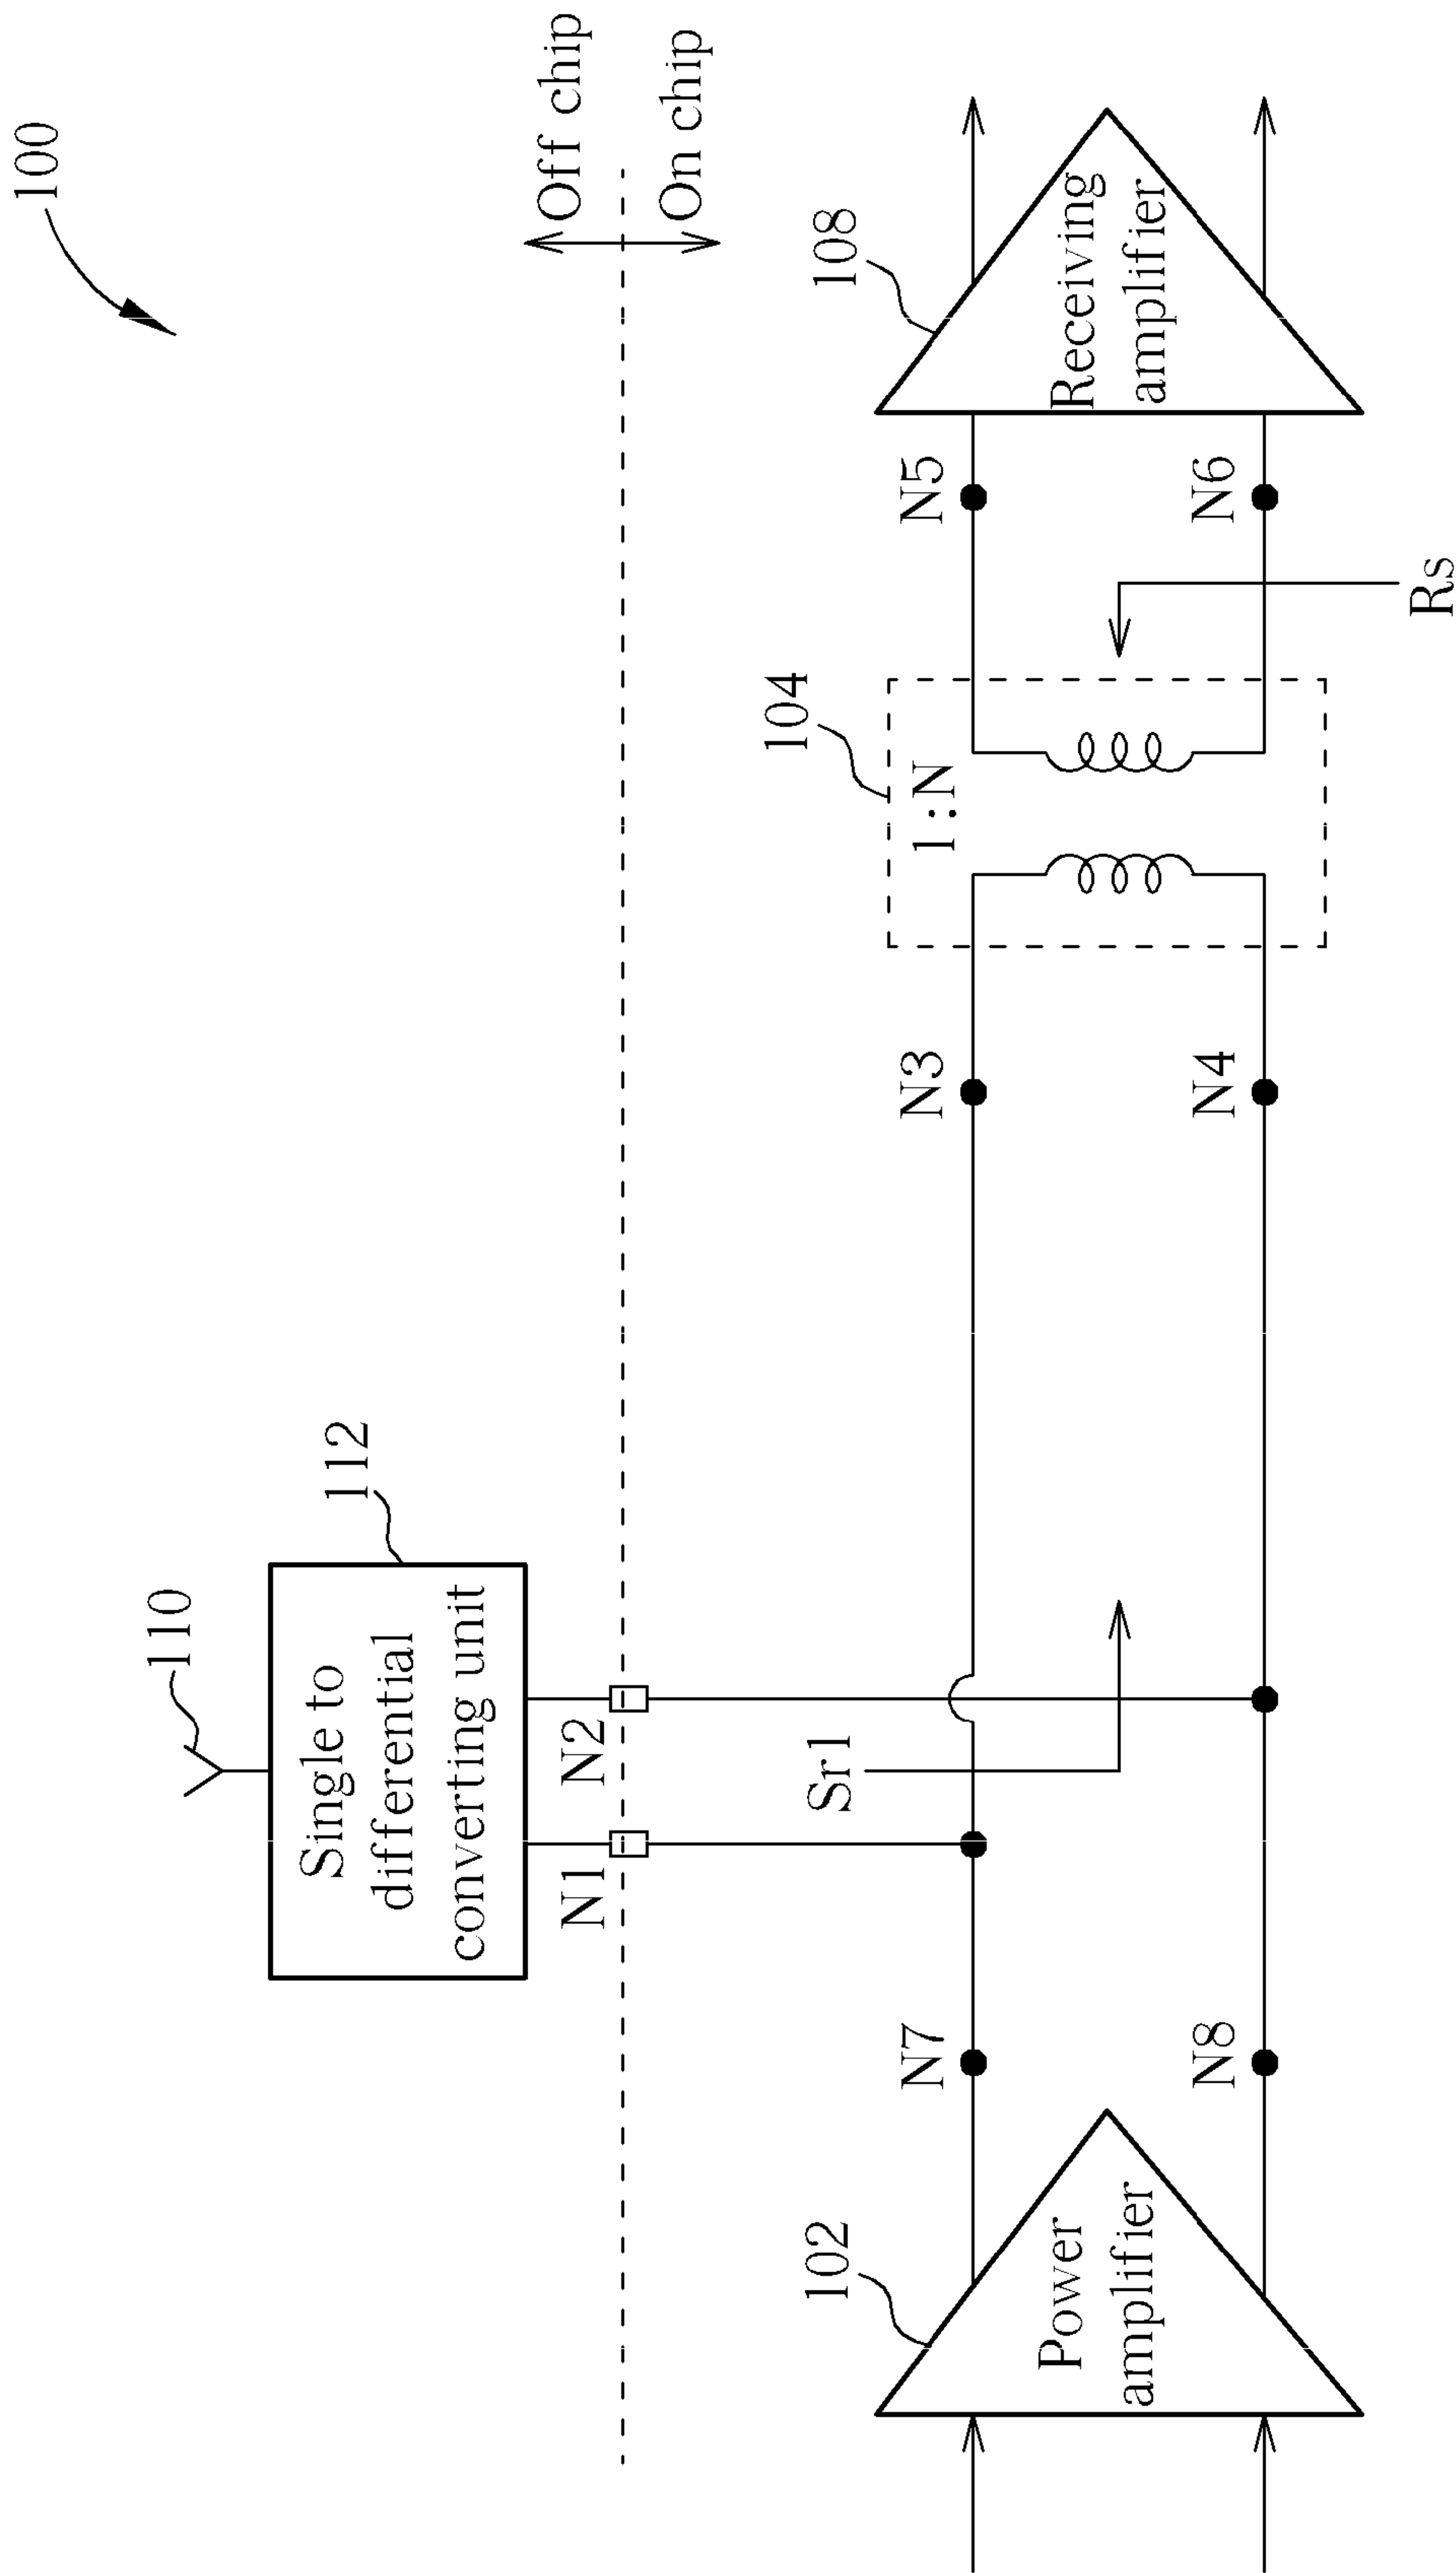 100
Off chip
On chip
110
112
Single to
differential
converting unit
N1
N2
102
Power
amplifier
N7
N8
Sr1
N3
N4
104
1:N
Rs
N5
N6
108
Receiving
amplifier